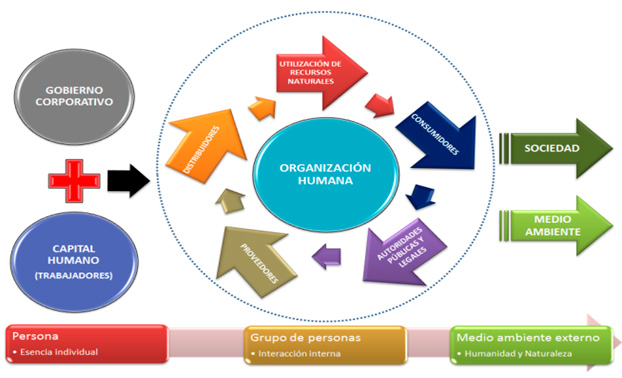 GOBIERNO
CORPORATIVO
CAPITAL
HUMANO
(TRABAJADORES)
UTILIZACIÓN DE
RECURSOS
NATURALES
CONSUMIDORES
AUTORIDADES
PÚBLICAS Y
LEGALES
PROVEEDORES
DISTRIBUIDORES
ORGANIZACIÓN
HUMANA
SOCIEDAD
MEDIO
AMBIENTE
Persona
• Esencia individual
Grupo de personas
• Interacción interna
Medio ambiente externo
• Humanidad y Naturaleza